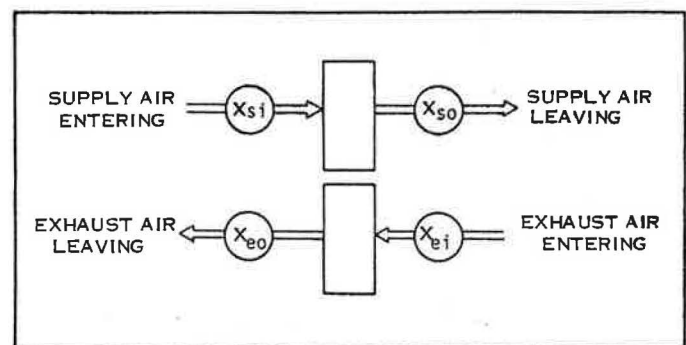 SUPPLY AIR
ENTERING
Xsi
Xso
SUPPLY AIR
LEAVING
EXHAUST AIR
LEAVING
Xeo
Xei
EXHAUST AIR
ENTERING